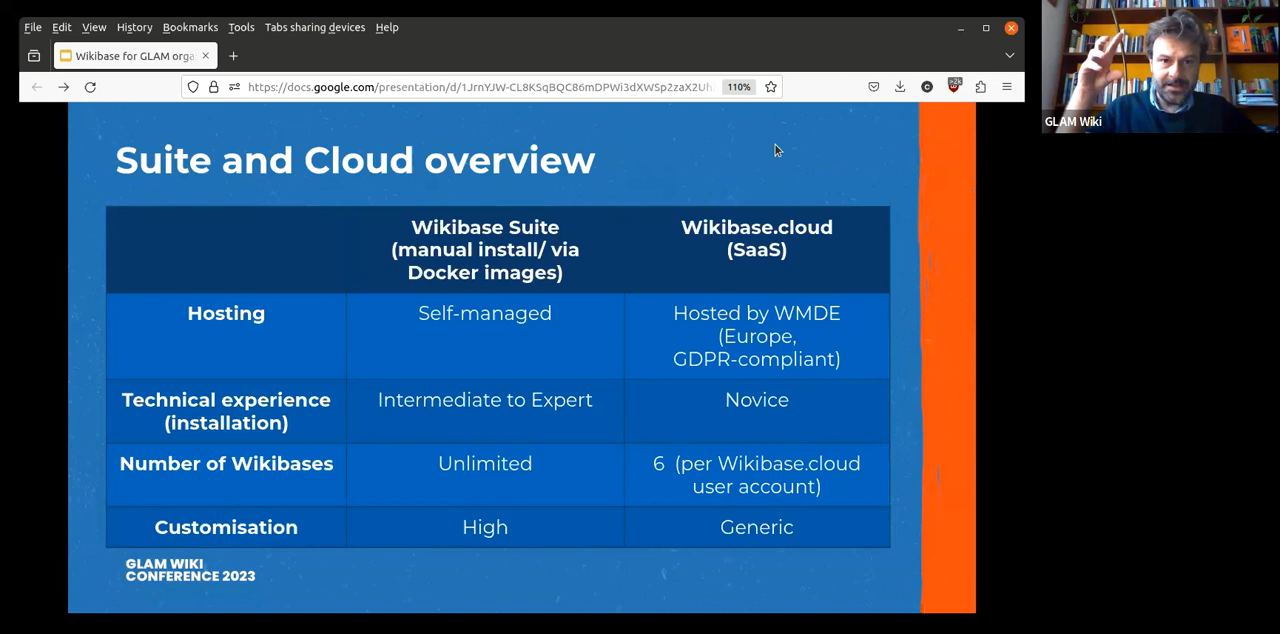 File Edit View History Bookmarks Tools Tabs sharing devices Help
Wikibase for GLAM orga
https://docs.google.com/presentation/d/1JrnYJW-CL8KSqBQC86mDPWi3dXWSp2zaX2Uh
110%
GLAM Wiki
Suite and Cloud overview
Wikibase Suite
(manual install/ via
Docker images)
Wikibase.cloud
(SaaS)
Hosting
Self-managed
Hosted by WMDE
(Europe,
GDPR-compliant)
Technical experience
(installation)
Intermediate to Expert
Novice
Number of Wikibases
Unlimited
6 (per Wikibase.cloud
user account)
Customisation
High
Generic
GLAM WIKI
CONFERENCE 2023